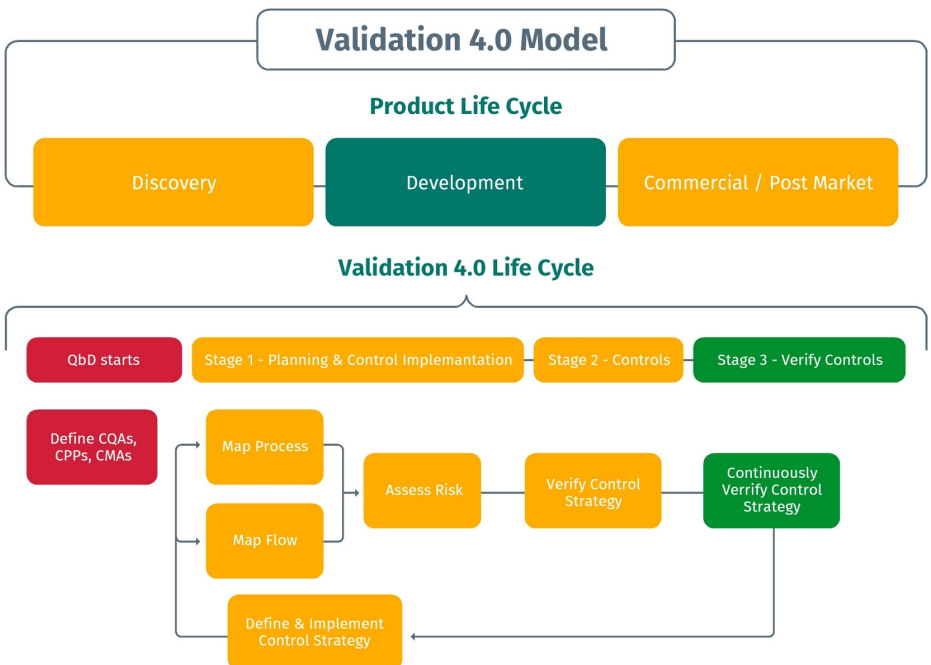 Validation 4.0 Model
Product Life Cycle
Discovery
Development
Commercial / Post Market
Validation 4.0 Life Cycle
QbD starts
Stage 1 - Planning & Control Implemantation
Stage 2 - Controls
Stage 3 - Verify Controls
Define CQAs,
CPPs, CMAs
Map Process
Map Flow
Assess Risk
Verify Control
Strategy
Continuously
Verrify Control
Strategy
Define & Implement
Control Strategy